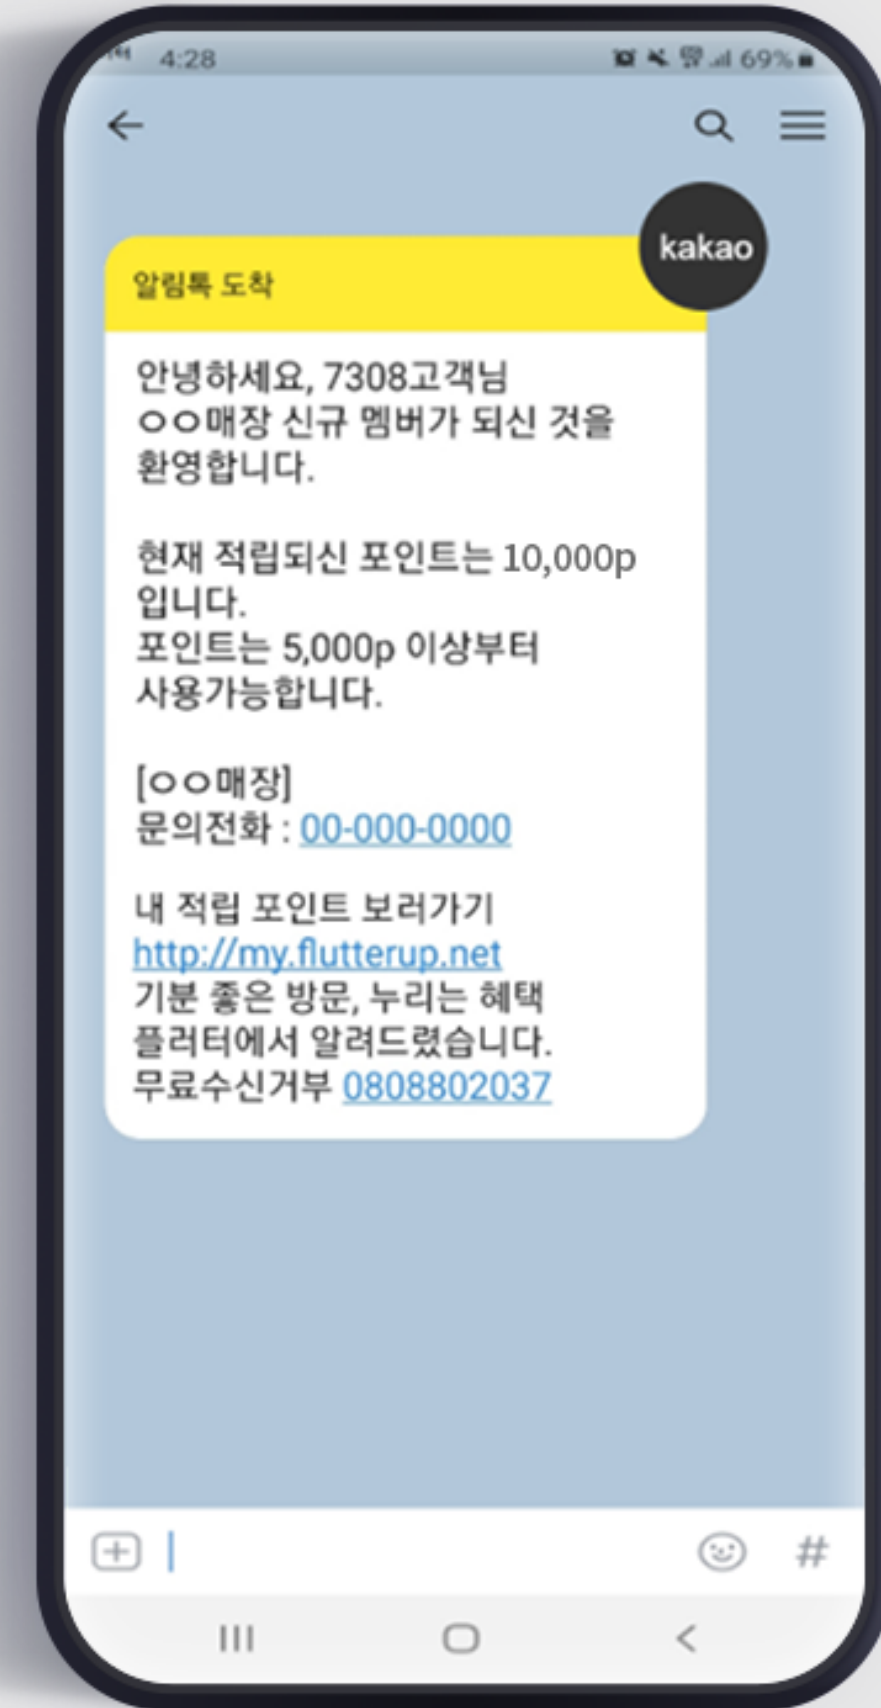 4:28
69%
kakao
알림톡 도착
안녕하세요, 7308고객님
ㅇㅇ매장 신규 멤버가 되신 것을
환영합니다.
현재 적립되신 포인트는 10,000p
입니다.
포인트는 5,000p 이상부터
사용가능합니다.
[ㅇㅇ매장]
문의전화 : 00-000-0000
내 적립 포인트 보러가기
http://my.flutterup.net
기분 좋은 방문, 누리는 혜택
플러터에서 알려드렸습니다.
무료수신거부 0808802037
#